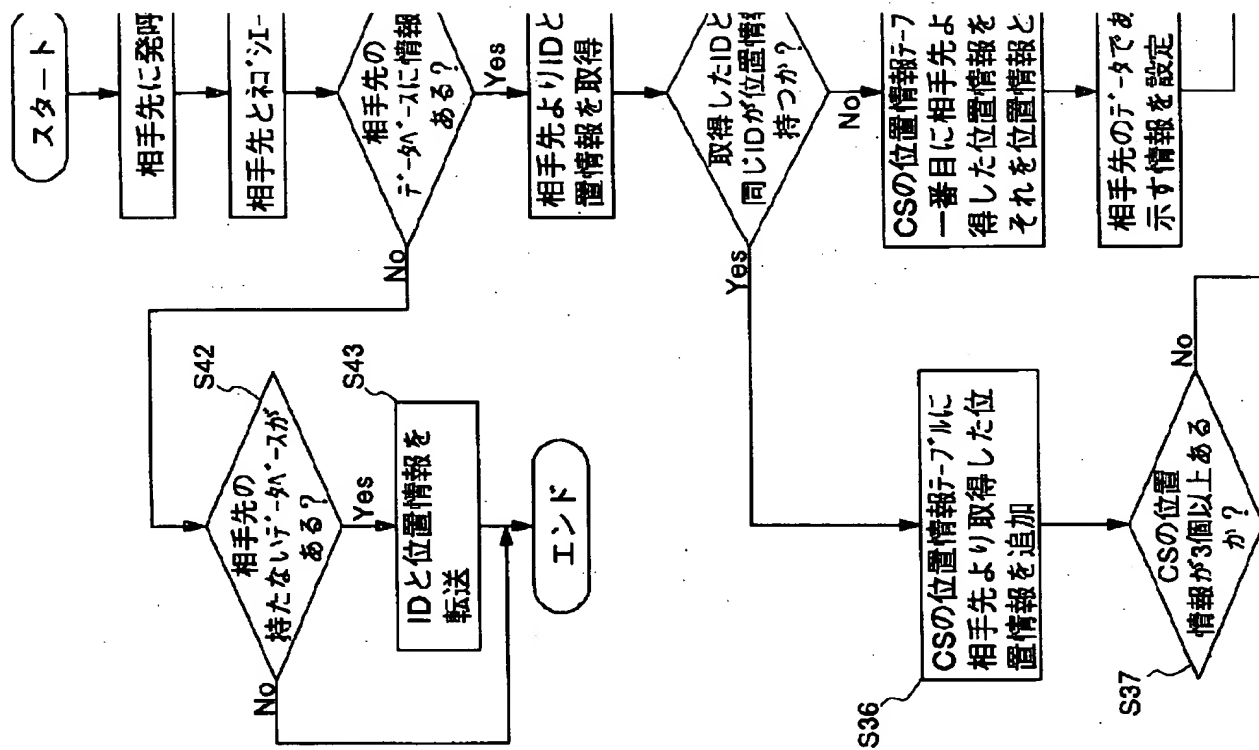 スタート
相手先に発呼
相手先とネゴシエー
相手先の
データベースに情報
ある?
Yes
No
相手先よりIDと
置情報を取得
取得したIDと
同じIDが位置情報
持つか?
No
Yes
CSの位置情報テーブ
一番目に相手先よ
得した位置情報を
それを位置情報と
相手先のデータであ
示す情報を設定
S42
相手先の
持たないデータベースが
ある?
Yes
No
S43
IDと位置情報を
転送
エンド
S36
CSの位置情報テーブルに
相手先より取得した位
置情報を追加
S37
CSの位置
情報が3個以上ある
か?
No